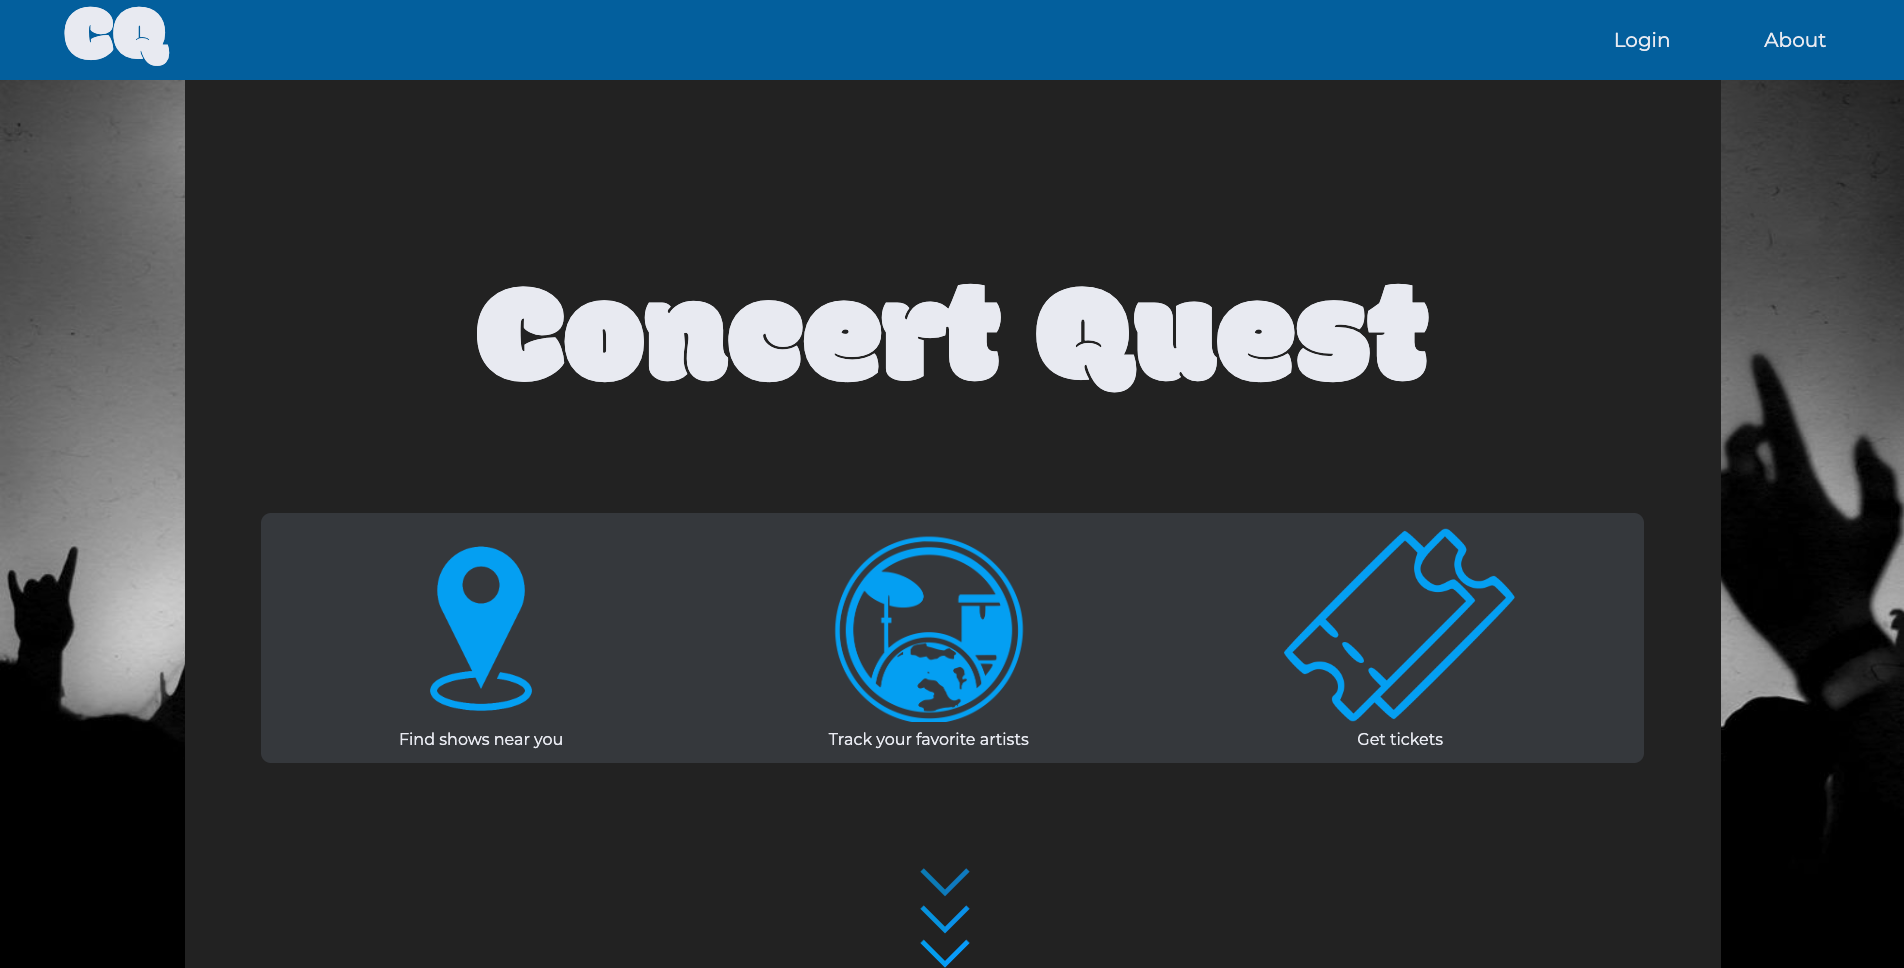 CQ
Login
About
Concert Quest
Find shows near you
Track your favorite artists
Get tickets